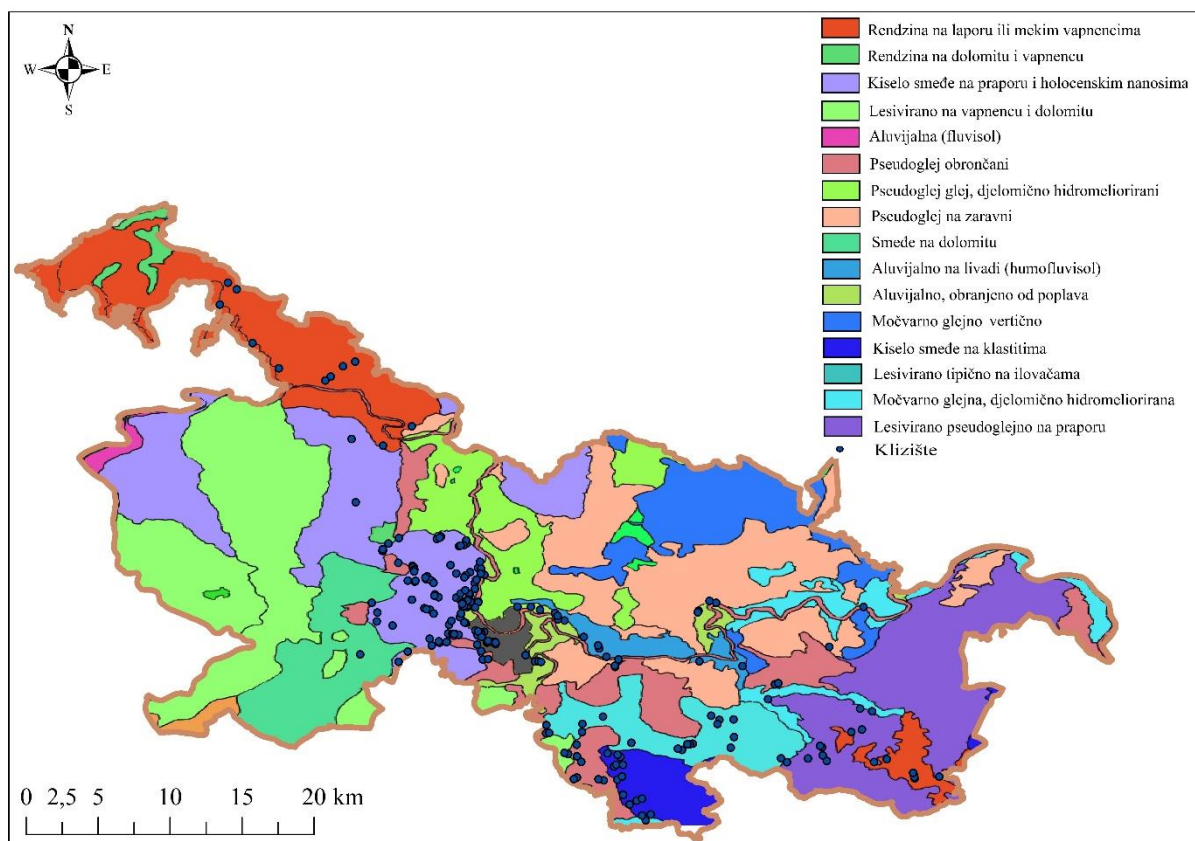 N
W E
S
Rendzina na laporu ili mekim vapnencima
Rendzina na dolomitu i vapnencu
Kiselo smeđe na praporu i holocenskim nanosima
Lesivirano na vapnencu i dolomitu
Aluvijalna (fluvisol)
Pseudoglej obrončani
Pseudoglej glej, djelomično hidromeliorirani
Pseudoglej na zaravni
Smeđe na dolomitu
Aluvijalno na livadi (humofluvisol)
Aluvijalno, obranjeno od poplava
Močvarno glejno vertično
Kiselo smeđe na klastitima
Lesivirano tipično na ilovačama
Močvarno glejna, djelomično hidromeliorirana
Lesivirano pseudoglejno na praporu
Klizište
0 2,5 5 10 15 20 km